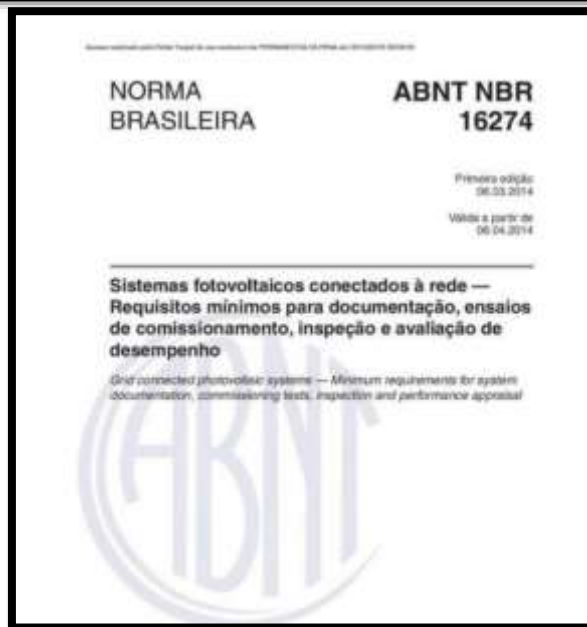 NORMA
BRASILEIRA
ABNT NBR
16274
Primeira edição
06.03.2014
Válida a partir de
06.04.2014
Sistemas fotovoltaicos conectados à rede —
Requisitos mínimos para documentação, ensaios
de comissionamento, inspeção e avaliação de
desempenho
Grid connected photovoltaic systems — Minimum requirements for system
documentation, commissioning tests, inspection and performance appraisal
ABNT